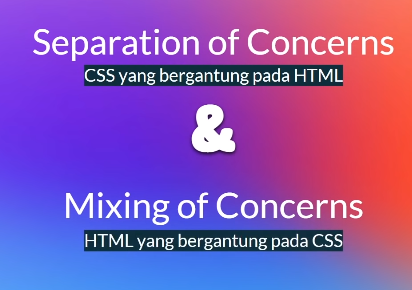 Separation of Concerns
CSS yang bergantung pada HTML
&
Mixing of Concerns
HTML yang bergantung pada CSS